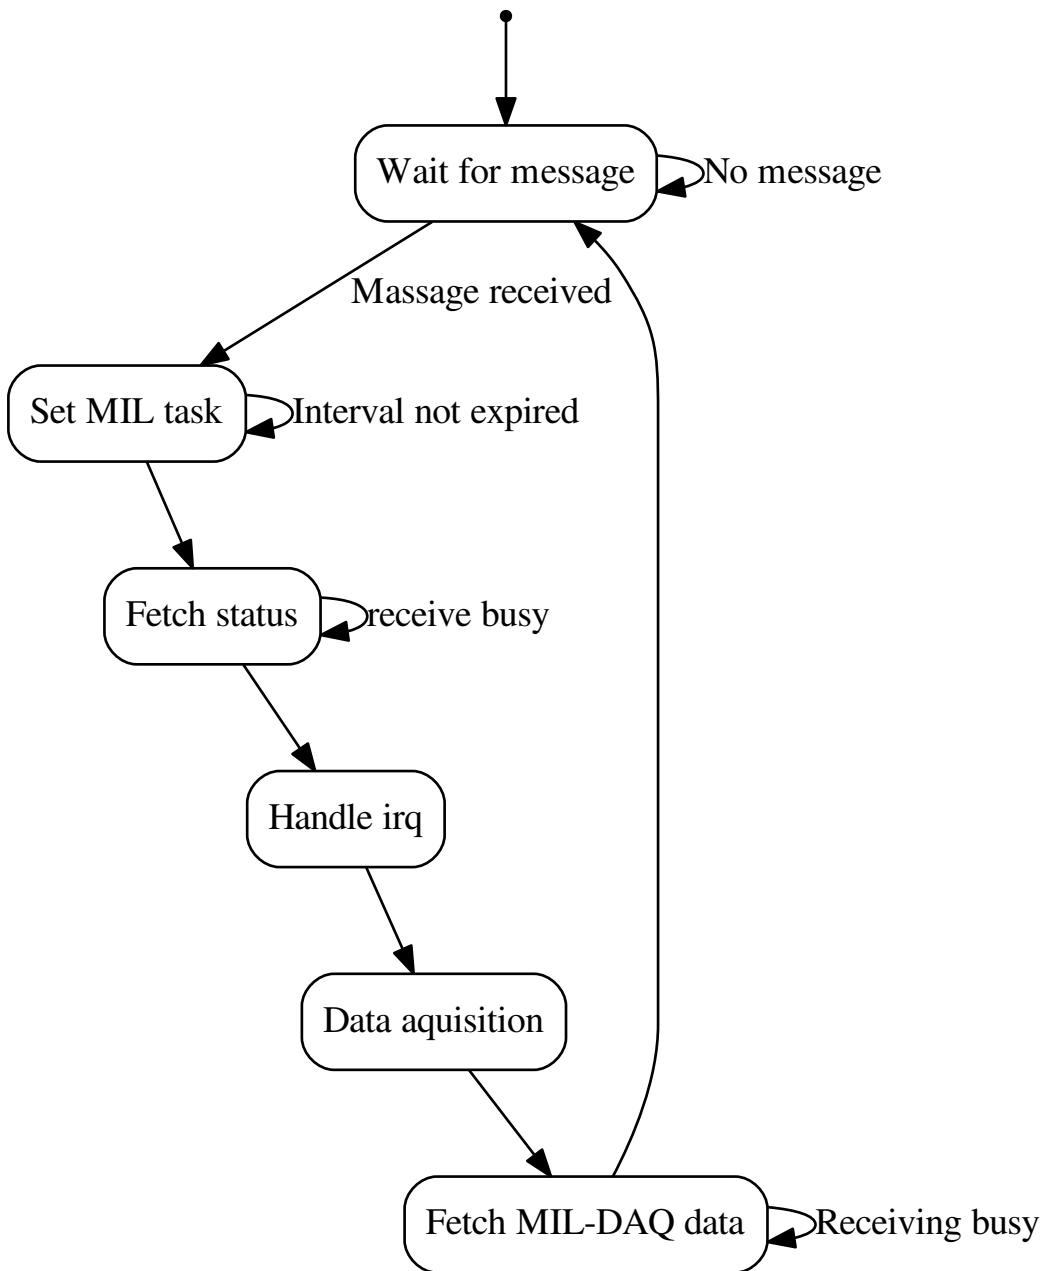 Wait for message
No message
Massage received
Set MIL task
Interval not expired
Fetch status
receive busy
Handle irq
Data aquisition
Fetch MIL-DAQ data
Receiving busy